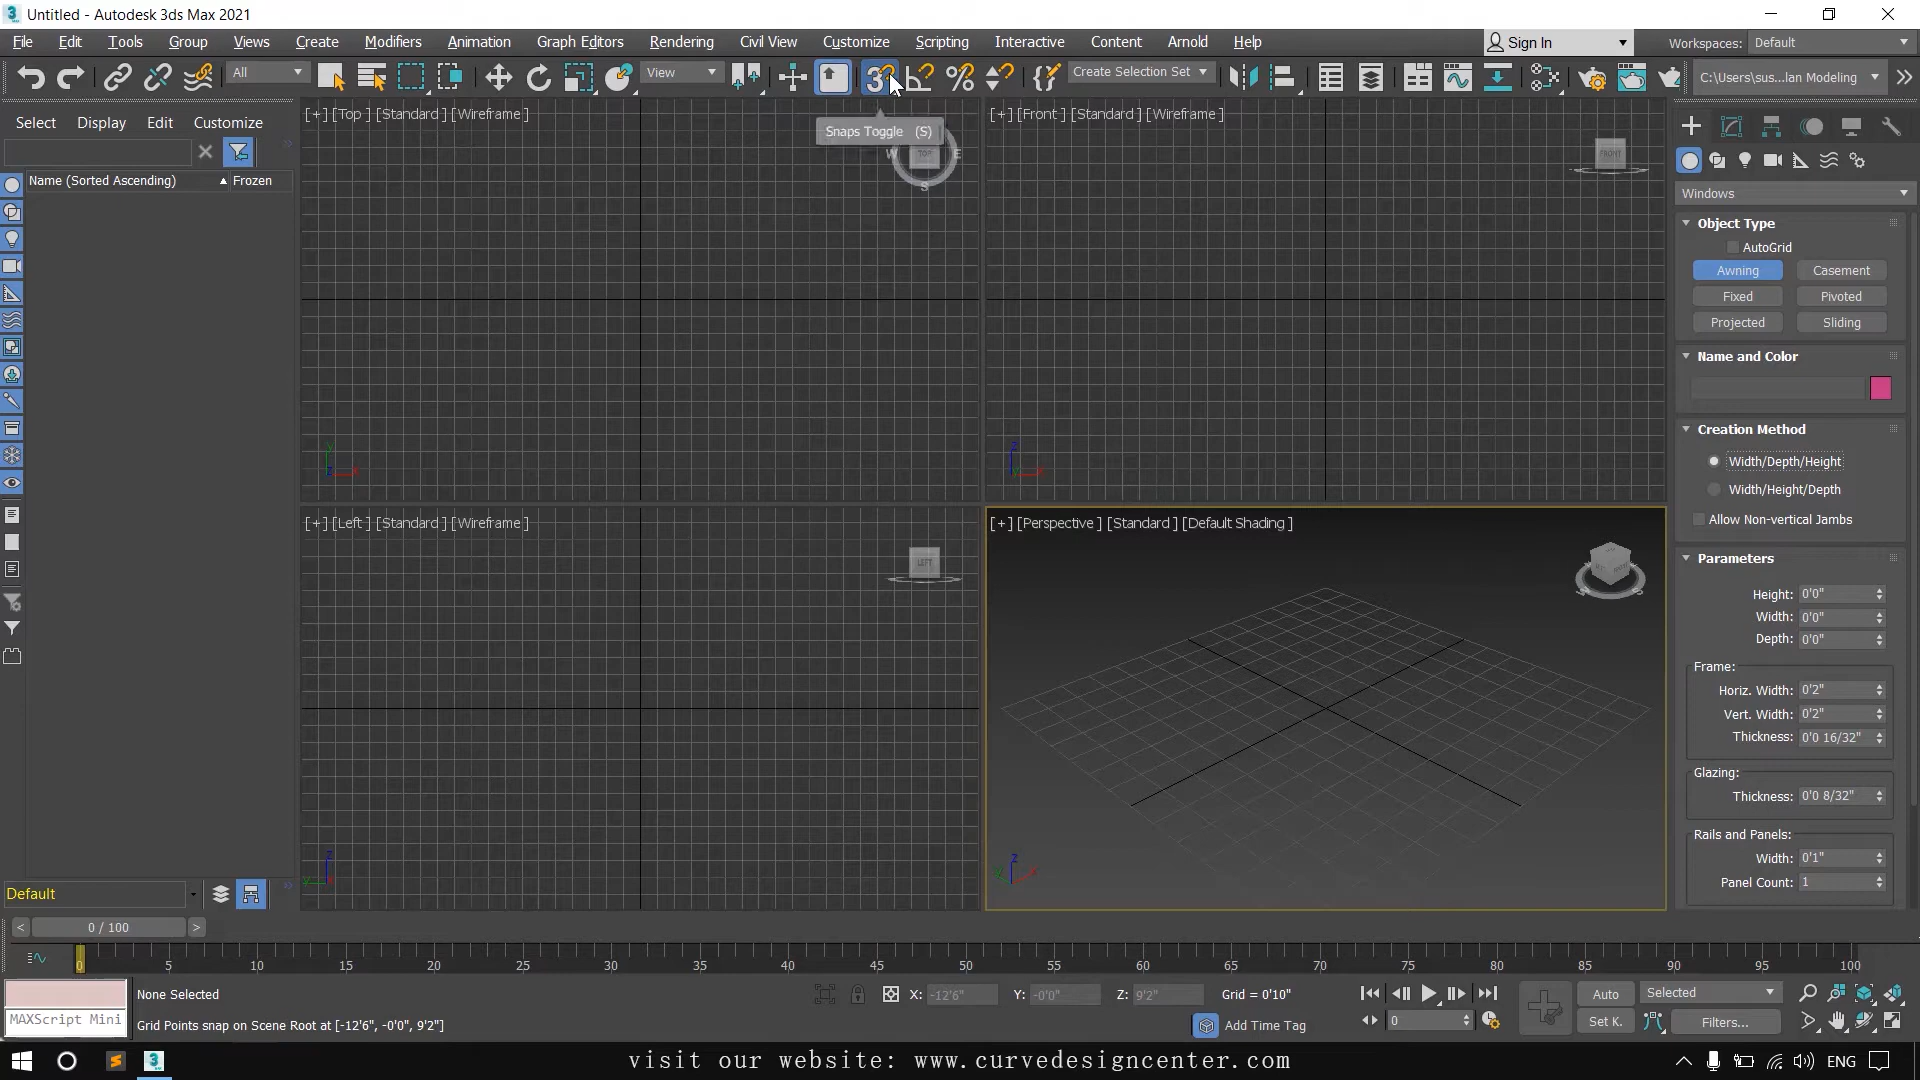 Untitled - Autodesk 3ds Max 2021
File Edit Tools Group Views Create Modifiers Animation Graph Editors Rendering Civil View Customize Scripting Interactive Content Arnold Help Sign In Workspaces: Default
All View 3 Create Selection Set C:\Users\sus...lan Modeling
Select Display Edit Customize
Name (Sorted Ascending) Frozen
[+] [Top ] [Standard ] [Wireframe ]
Snaps Toggle (S)
W TOP E
S
[+] [Front ] [Standard ] [Wireframe ]
FRONT
y
z x
z
x
[+] [Left ] [Standard ] [Wireframe ]
LEFT
z
y
[+] [Perspective ] [Standard ] [Default Shading ]
z
x
Windows
Object Type
AutoGrid
Awning Casement
Fixed Pivoted
Projected Sliding
Name and Color
Creation Method
Width/Depth/Height
Width/Height/Depth
Allow Non-vertical Jambs
Parameters
Height: 0'0"
Width: 0'0"
Depth: 0'0"
Frame:
Horiz. Width: 0'2"
Vert. Width: 0'2"
Thickness: 0'0 16/32"
Glazing:
Thickness: 0'0 8/32"
Rails and Panels:
Width: 0'1"
Panel Count: 1
Default
< 0 / 100 >
0 5 10 15 20 25 30 35 40 45 50 55 60 65 70 75 80 85 90 95 100
None Selected X: -12'6" Y: -0'0" Z: 9'2" Grid = 0'10" Auto Selected
MAXScript Mini Grid Points snap on Scene Root at [-12'6", -0'0", 9'2"] Add Time Tag 0 Set K. Filters...
visit our website: www.curvedesigncenter.com
ENG